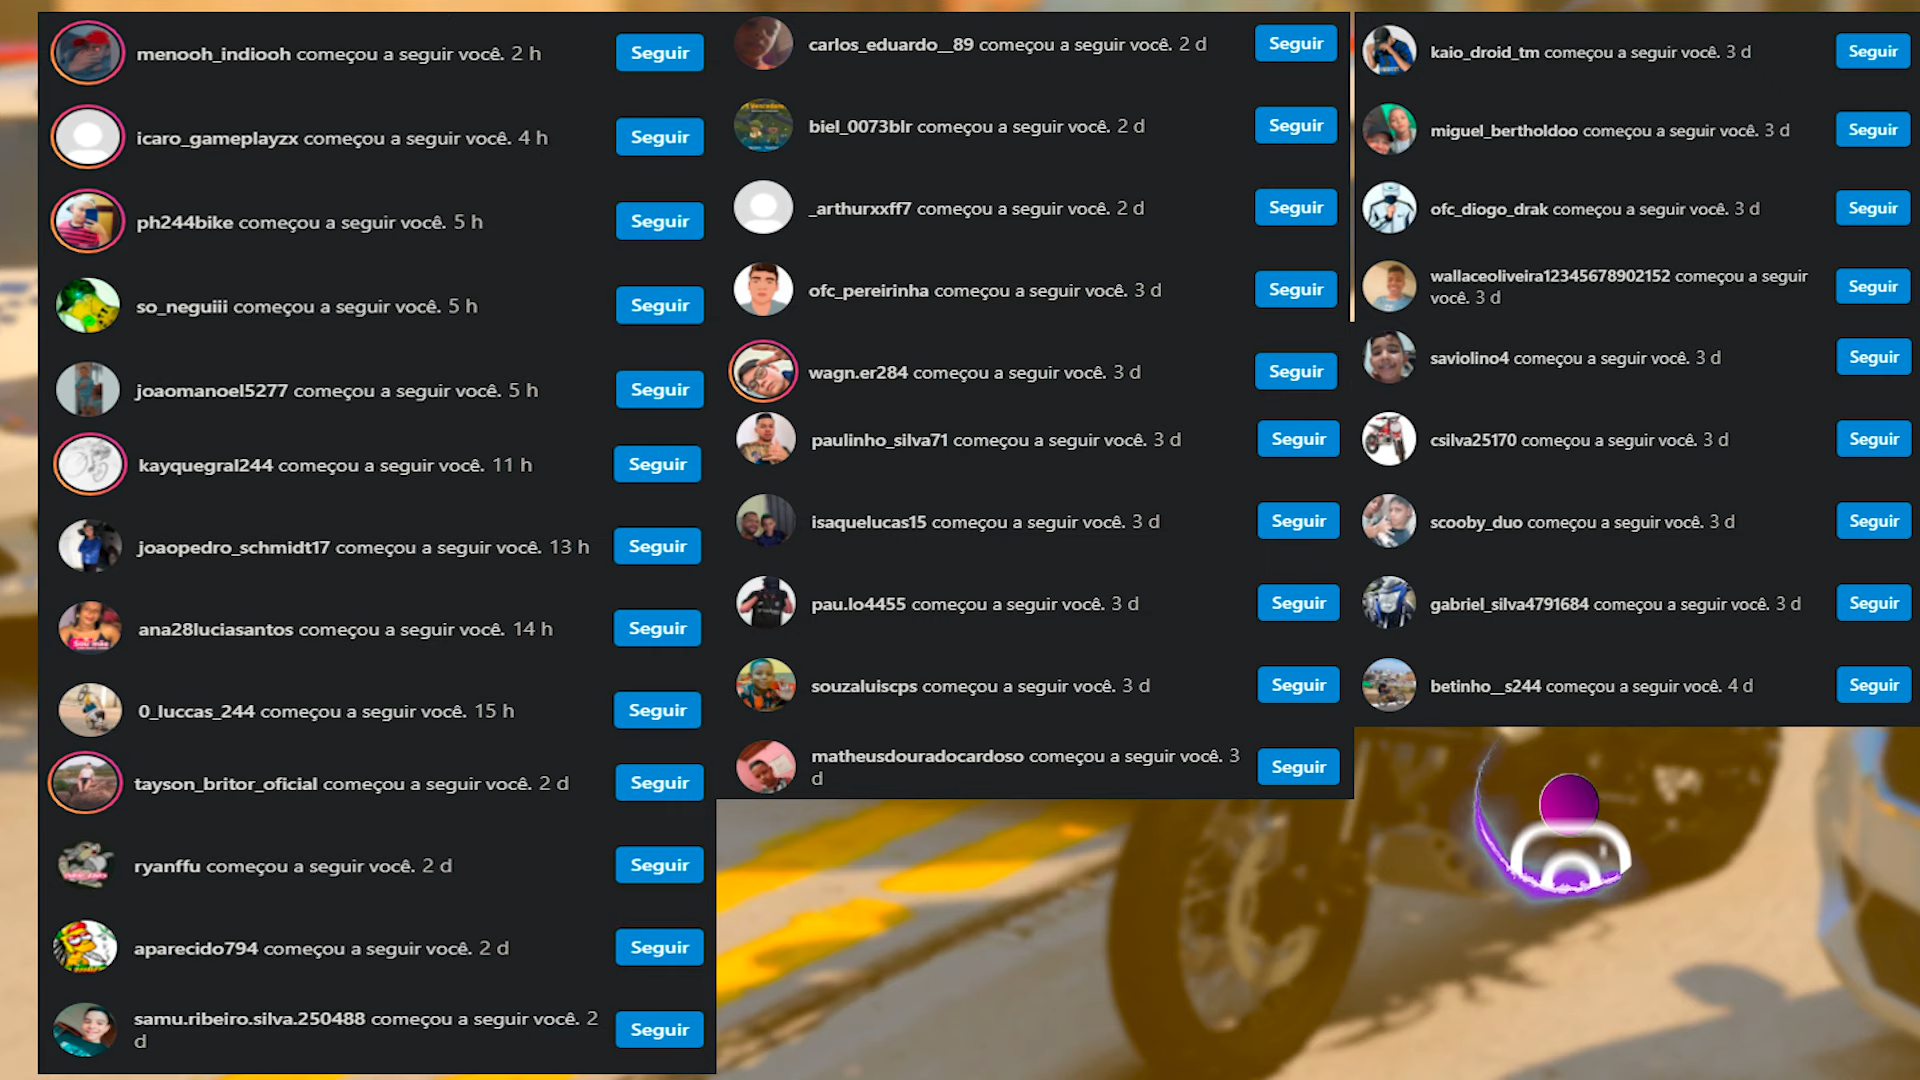 menooh_indiooh começou a seguir você. 2 h
Seguir
icaro_gameplayzx começou a seguir você. 4 h
Seguir
ph244bike começou a seguir você. 5 h
Seguir
so_neguiii começou a seguir você. 5 h
Seguir
joaomanoel5277 começou a seguir você. 5 h
Seguir
kayquegral244 começou a seguir você. 11 h
Seguir
joaopedro_schmidt17 começou a seguir você. 13 h
Seguir
ana28luciasantos começou a seguir você. 14 h
Seguir
0_luccas_244 começou a seguir você. 15 h
Seguir
tayson_britor_oficial começou a seguir você. 2 d
Seguir
ryanffu começou a seguir você. 2 d
Seguir
aparecido794 começou a seguir você. 2 d
Seguir
samu.ribeiro.silva.250488 começou a seguir você. 2
d
Seguir
carlos_eduardo__89 começou a seguir você. 2 d
Seguir
biel_0073blr começou a seguir você. 2 d
Seguir
_arthurxxff7 começou a seguir você. 2 d
Seguir
ofc_pereirinha começou a seguir você. 3 d
Seguir
wagn.er284 começou a seguir você. 3 d
Seguir
paulinho_silva71 começou a seguir você. 3 d
Seguir
isaquelucas15 começou a seguir você. 3 d
Seguir
pau.lo4455 começou a seguir você. 3 d
Seguir
souzaluiscps começou a seguir você. 3 d
Seguir
matheusdouradocardoso começou a seguir você. 3
d
Seguir
kaio_droid_tm começou a seguir você. 3 d
Seguir
miguel_bertholdoo começou a seguir você. 3 d
Seguir
ofc_diogo_drak começou a seguir você. 3 d
Seguir
wallaceoliveira12345678902152 começou a seguir
você. 3 d
Seguir
saviolino4 começou a seguir você. 3 d
Seguir
csilva25170 começou a seguir você. 3 d
Seguir
scooby_duo começou a seguir você. 3 d
Seguir
gabriel_silva4791684 começou a seguir você. 3 d
Seguir
betinho__s244 começou a seguir você. 4 d
Seguir